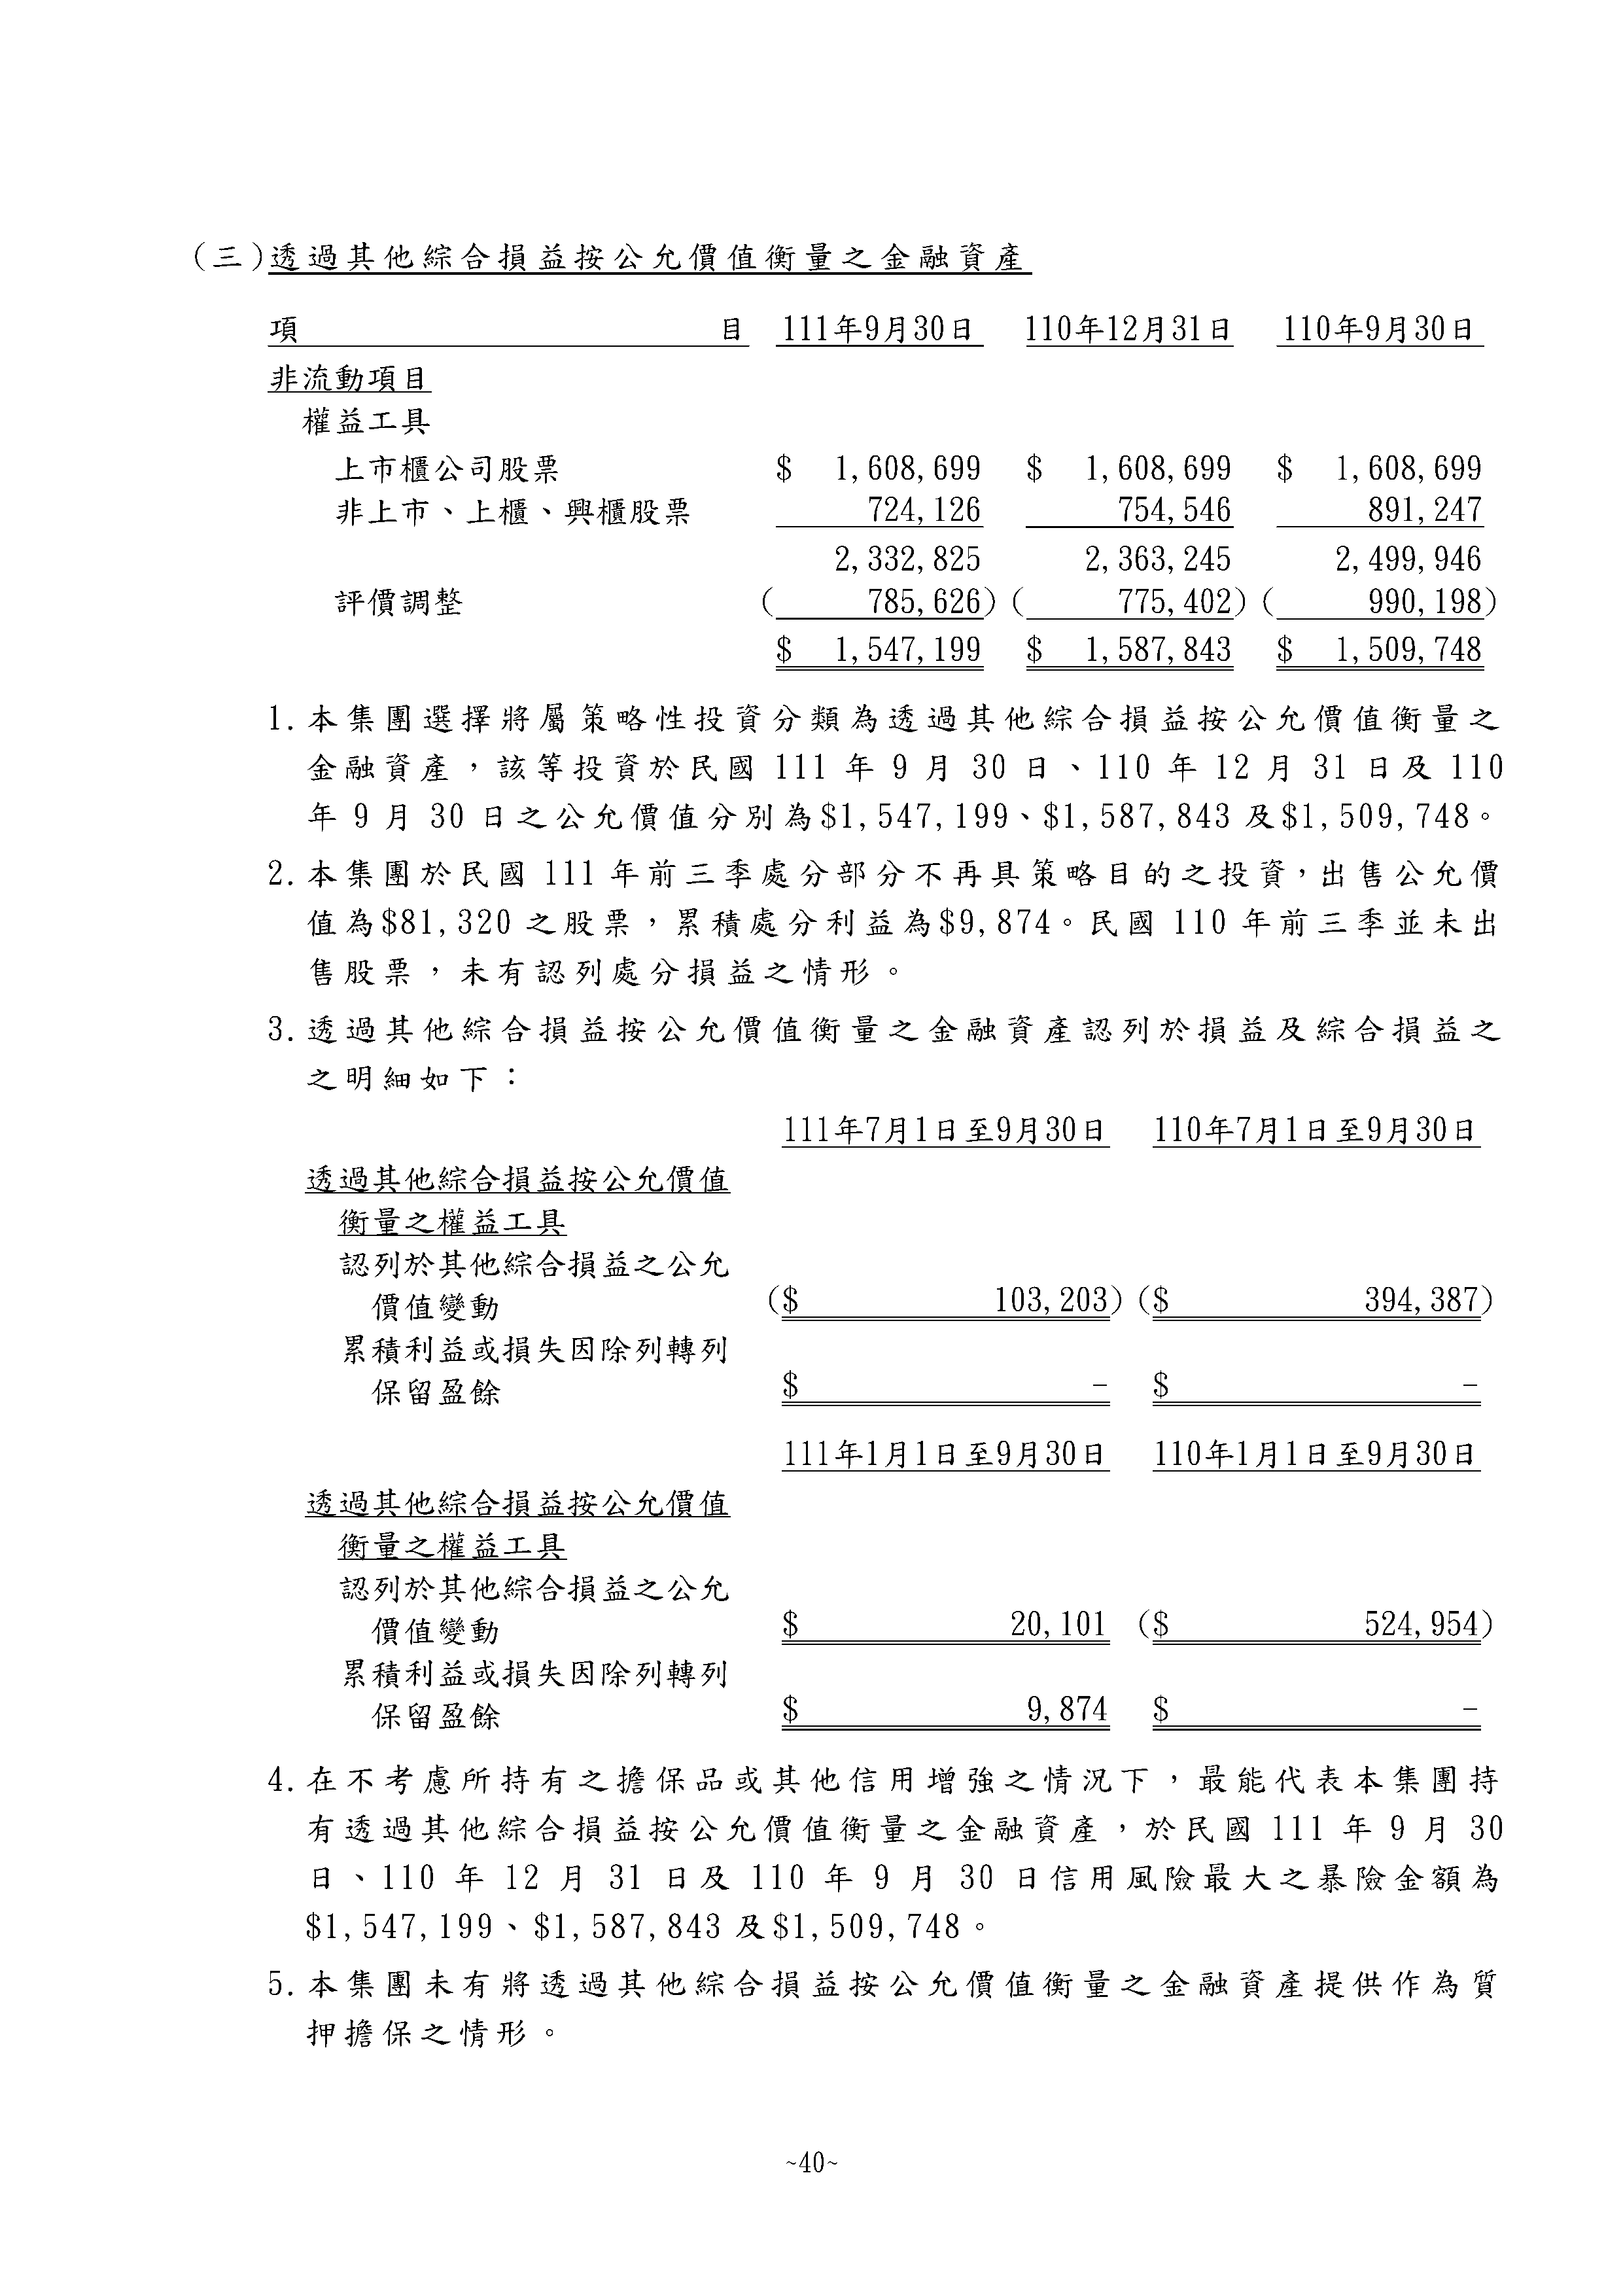 (三)透過其他綜合損益按公允價值衡量之金融資產
項 目 111年9月30日 110年12月31日 110年9月30日
非流動項目
權益工具
上市櫃公司股票 $ 1,608,699 $ 1,608,699 $ 1,608,699
非上市、上櫃、興櫃股票 724,126 754,546 891,247
2,332,825 2,363,245 2,499,946
評價調整 ( 785,626) ( 775,402) ( 990,198)
$ 1,547,199 $ 1,587,843 $ 1,509,748
1.本集團選擇將屬策略性投資分類為透過其他綜合損益按公允價值衡量之
金融資產，該等投資於民國 111 年 9 月 30 日、110 年 12 月 31 日及 110
年 9 月 30 日之公允價值分別為$1,547,199、$1,587,843 及$1,509,748。
2.本集團於民國 111 年前三季處分部分不再具策略目的之投資，出售公允價
值為$81,320 之股票，累積處分利益為$9,874。民國 110 年前三季並未出
售股票，未有認列處分損益之情形。
3.透過其他綜合損益按公允價值衡量之金融資產認列於損益及綜合損益之
之明細如下：
111年7月1日至9月30日 110年7月1日至9月30日
透過其他綜合損益按公允價值
衡量之權益工具
認列於其他綜合損益之公允
價值變動 ($ 103,203) ($ 394,387)
累積利益或損失因除列轉列
保留盈餘 $ - $ -
111年1月1日至9月30日 110年1月1日至9月30日
透過其他綜合損益按公允價值
衡量之權益工具
認列於其他綜合損益之公允
價值變動 $ 20,101 ($ 524,954)
累積利益或損失因除列轉列
保留盈餘 $ 9,874 $ -
4.在不考慮所持有之擔保品或其他信用增強之情況下，最能代表本集團持
有透過其他綜合損益按公允價值衡量之金融資產，於民國 111 年 9 月 30
日、110 年 12 月 31 日及 110 年 9 月 30 日信用風險最大之暴險金額為
$1,547,199、$1,587,843 及$1,509,748。
5.本集團未有將透過其他綜合損益按公允價值衡量之金融資產提供作為質
押擔保之情形。
~40~